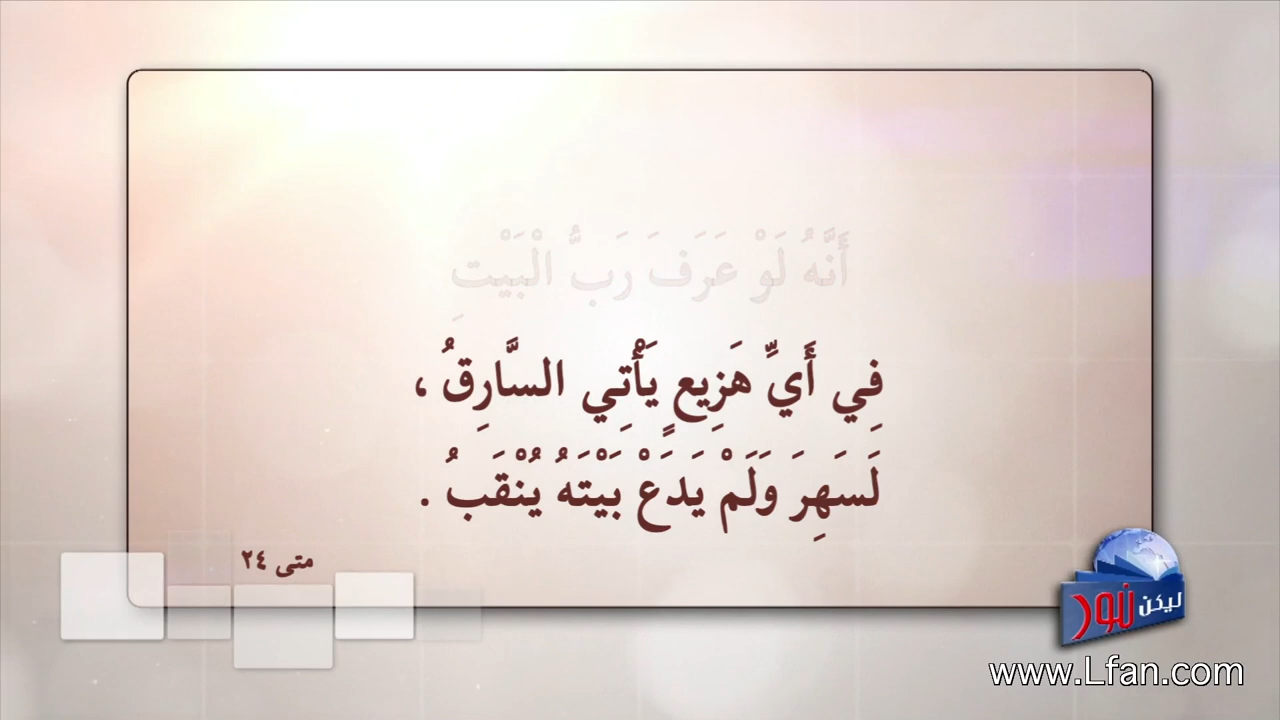 أَنَّهُ لَوْ عَرَفَ رَبُّ الْبَيْتِ
فِي أَيِّ هَزِيعٍ يَأْتِي السَّارِقُ ،
لَسَهِرَ وَلَمْ يَدَعْ بَيْتَهُ يُنْقَبُ .
متى ٢٤
ليكن نور
www.Lfan.com